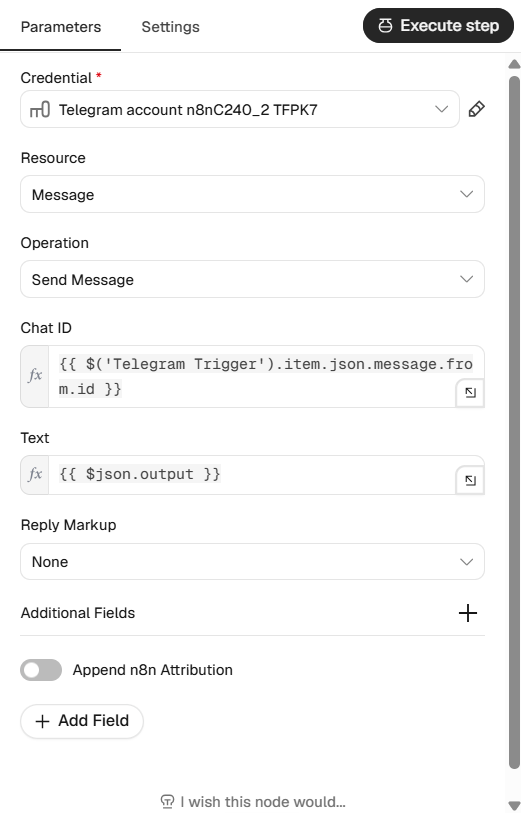 Parameters
Settings
Execute step
Credential *
Telegram account n8nC240_2 TFPK7
Resource
Message
Operation
Send Message
Chat ID
fx
{{ $('Telegram Trigger').item.json.message.fro
m.id }}
Text
fx
{{ $json.output }}
Reply Markup
None
Additional Fields
Append n8n Attribution
Add Field
I wish this node would...